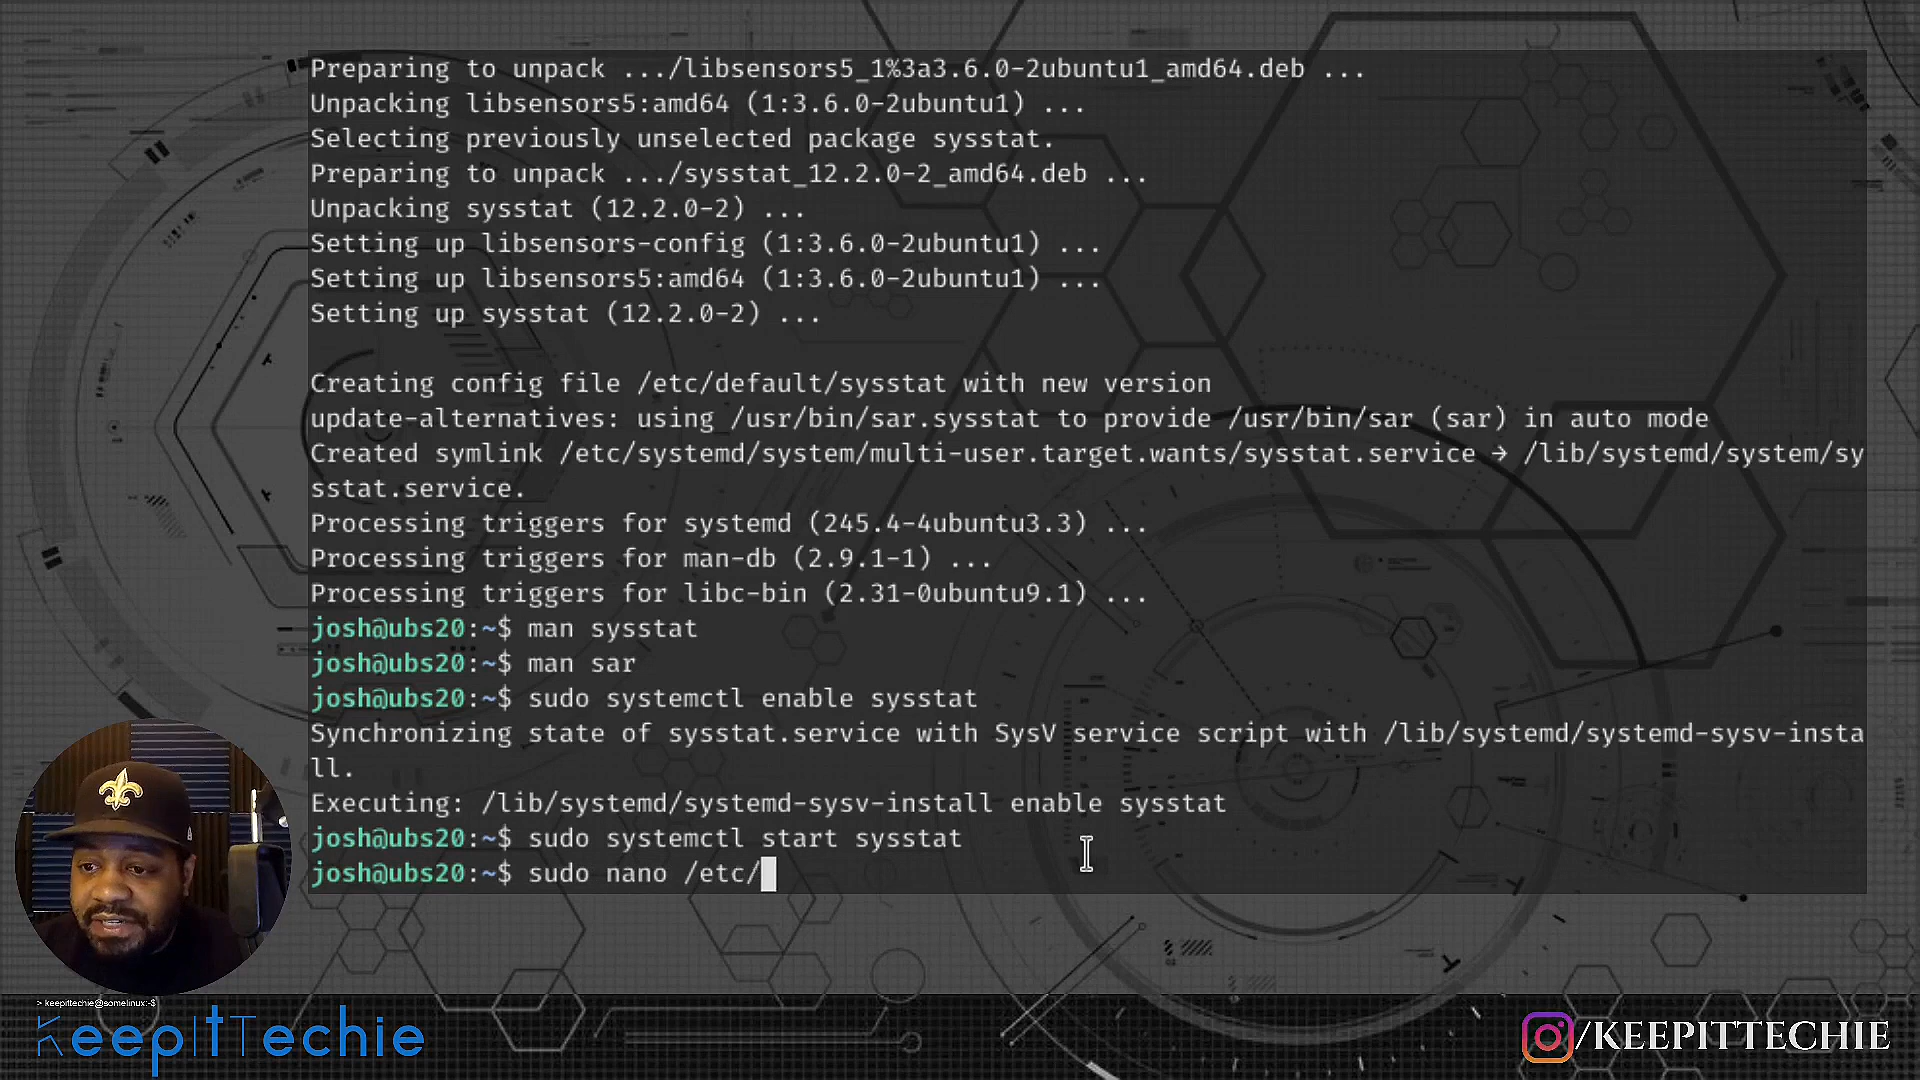 Preparing to unpack .../libsensors5_1%3a3.6.0-2ubuntu1_amd64.deb ...
Unpacking libsensors5:amd64 (1:3.6.0-2ubuntu1) ...
Selecting previously unselected package sysstat.
Preparing to unpack .../sysstat_12.2.0-2_amd64.deb ...
Unpacking sysstat (12.2.0-2) ...
Setting up libsensors-config (1:3.6.0-2ubuntu1) ...
Setting up libsensors5:amd64 (1:3.6.0-2ubuntu1) ...
Setting up sysstat (12.2.0-2) ...
Creating config file /etc/default/sysstat with new version
update-alternatives: using /usr/bin/sar.sysstat to provide /usr/bin/sar (sar) in auto mode
Created symlink /etc/systemd/system/multi-user.target.wants/sysstat.service → /lib/systemd/system/sy
sstat.service.
Processing triggers for systemd (245.4-4ubuntu3.3) ...
Processing triggers for man-db (2.9.1-1) ...
Processing triggers for libc-bin (2.31-0ubuntu9.1) ...
josh@ubs20:~$ man sysstat
josh@ubs20:~$ man sar
josh@ubs20:~$ sudo systemctl enable sysstat
Synchronizing state of sysstat.service with SysV service script with /lib/systemd/systemd-sysv-insta
ll.
Executing: /lib/systemd/systemd-sysv-install enable sysstat
josh@ubs20:~$ sudo systemctl start sysstat
josh@ubs20:~$ sudo nano /etc/
> keepittechie@somelinux:~$
KeepItTechie
/KEEPITTECHIE